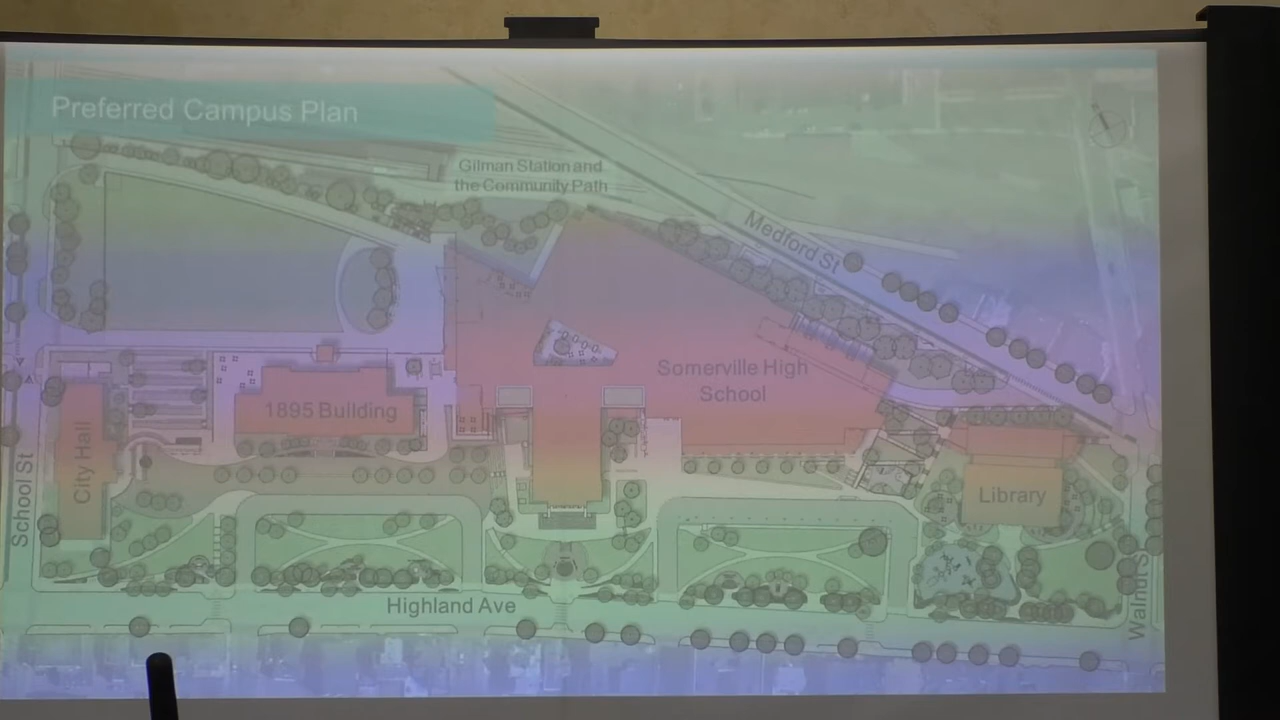 Preferred Campus Plan
Gilman Station and
the Community Path
Medford St
Somerville High
School
1895 Building
City Hall
School St
Library
Highland Ave
Walnut St